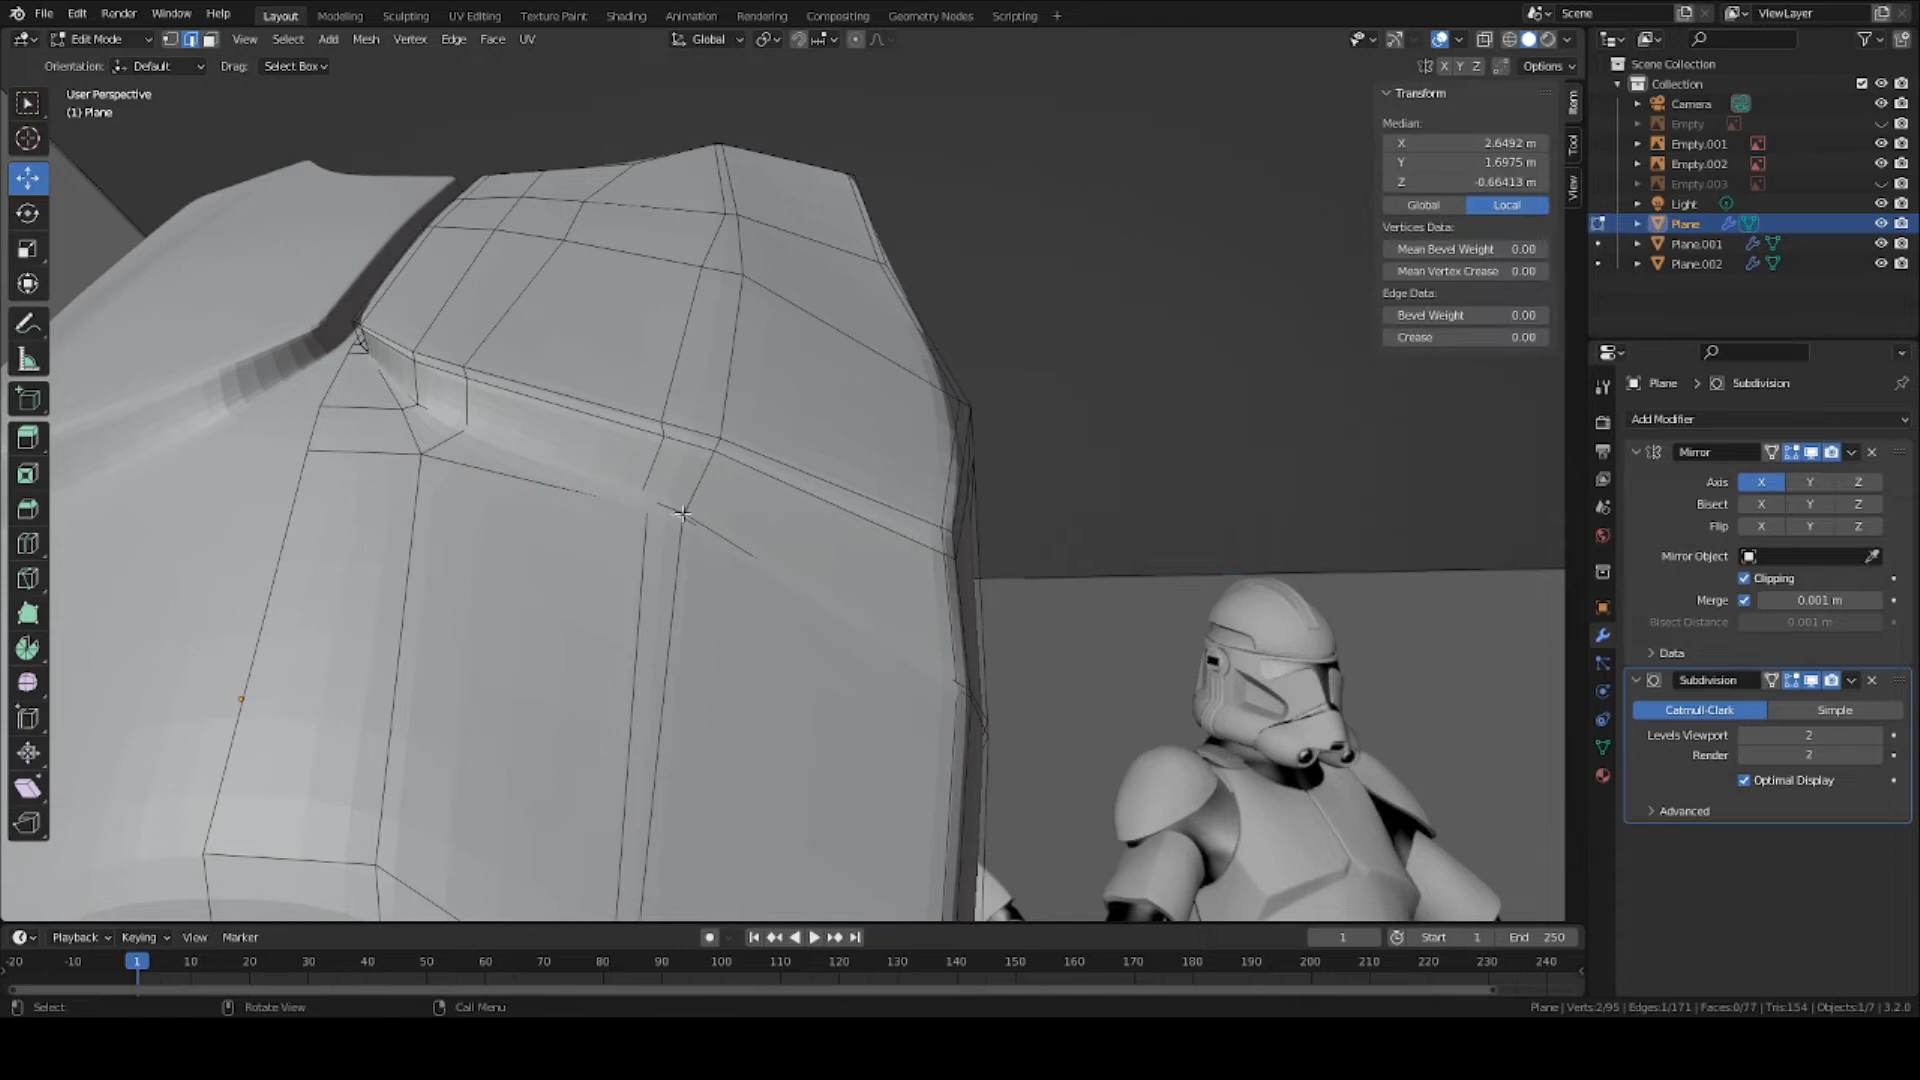 File Edit Render Window Help Layout Modeling Sculpting UV Editing Texture Paint Shading Animation Rendering Compositing Geometry Nodes Scripting + Scene ViewLayer
Edit Mode View Select Add Mesh Vertex Edge Face UV Global
Orientation: Default Drag: Select Box X Y Z Options
User Perspective
(1) Plane
Transform
Median:
X 2.6492 m
Y 1.6975 m
Z -0.66413 m
Global Local
Vertices Data:
Mean Bevel Weight 0.00
Mean Vertex Crease 0.00
Edge Data:
Bevel Weight 0.00
Crease 0.00
Item
Tool
View
Scene Collection
Collection
Camera
Empty
Empty.001
Empty.002
Empty.003
Light
Plane
Plane.001
Plane.002
Plane > Subdivision
Add Modifier
Mirror
Axis X Y Z
Bisect X Y Z
Flip X Y Z
Mirror Object
Clipping
Merge 0.001 m
Bisect Distance 0.001 m
Data
Subdivision
Catmull-Clark Simple
Levels Viewport 2
Render 2
Optimal Display
Advanced
Playback Keying View Marker 1 Start 1 End 250
-20 -10 1 10 20 30 40 50 60 70 80 90 100 110 120 130 140 150 160 170 180 190 200 210 220 230 240
Select Rotate View Call Menu Plane | Verts:2/95 | Edges:1/171 | Faces:0/77 | Tris:154 | Objects:1/7 | 3.2.0